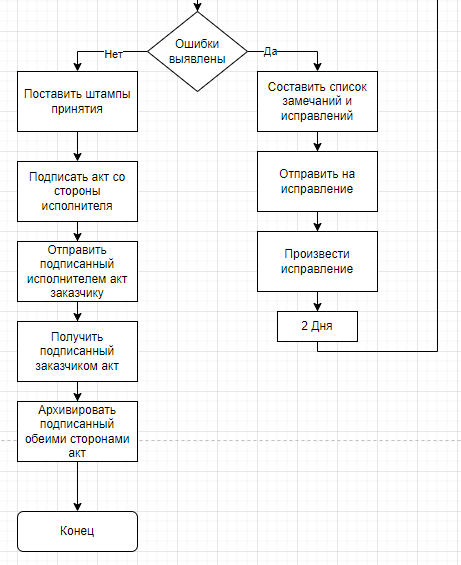 Ошибки
выявлены
Нет
Да
Поставить штампы
принятия
Составить список
замечаний и
исправлений
Подписать акт со
стороны
исполнителя
Отправить на
исправление
Отправить
подписанный
исполнителем акт
заказчику
Произвести
исправление
2 Дня
Получить
подписанный
заказчиком акт
Архивировать
подписанный
обеими сторонами
акт
Конец